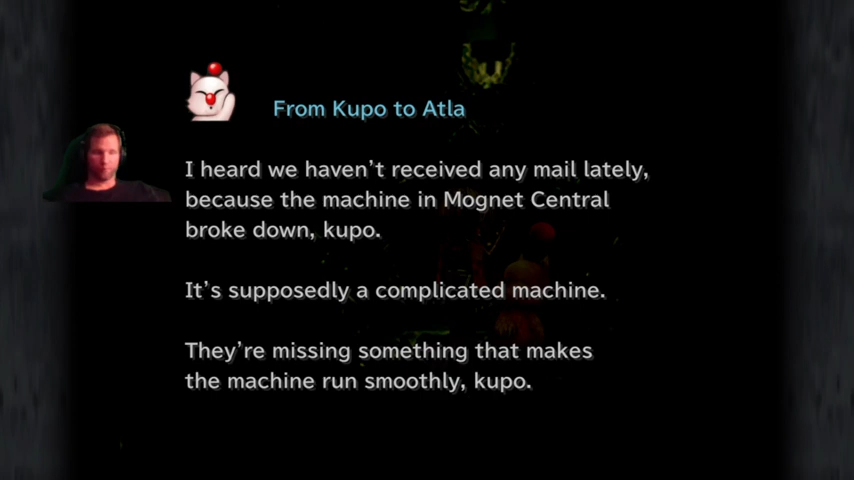 From Kupo to Atla
I heard we haven't received any mail lately,
because the machine in Mognet Central
broke down, kupo.
It's supposedly a complicated machine.
They're missing something that makes
the machine run smoothly, kupo.